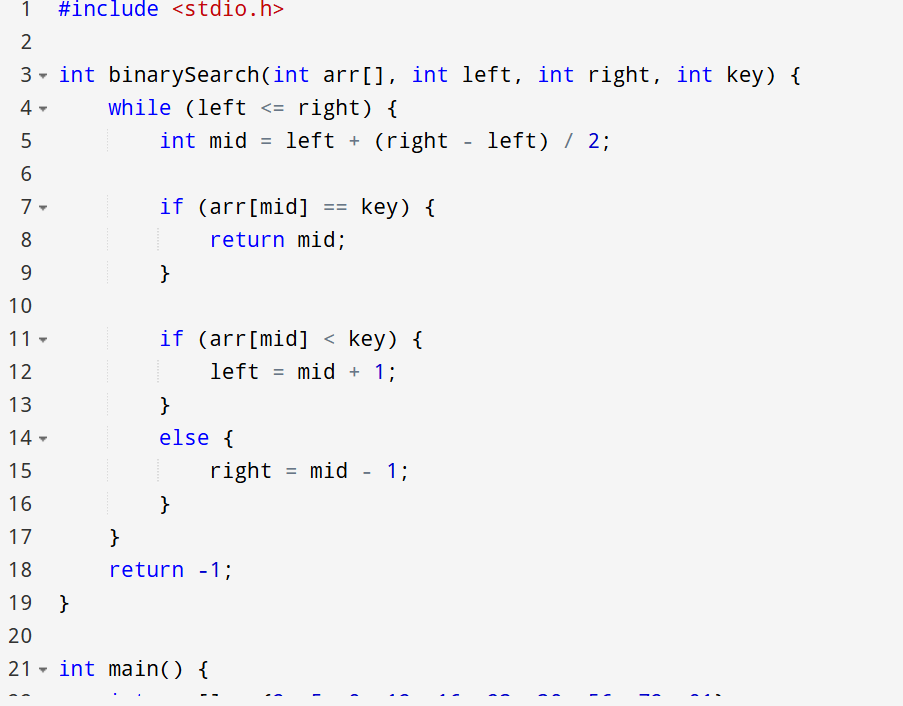 1 #include <stdio.h>
2
3 int binarySearch(int arr[], int left, int right, int key) {
4     while (left <= right) {
5         int mid = left + (right - left) / 2;
6
7         if (arr[mid] == key) {
8             return mid;
9         }
10
11         if (arr[mid] < key) {
12             left = mid + 1;
13         }
14         else {
15             right = mid - 1;
16         }
17     }
18     return -1;
19 }
20
21 int main() {